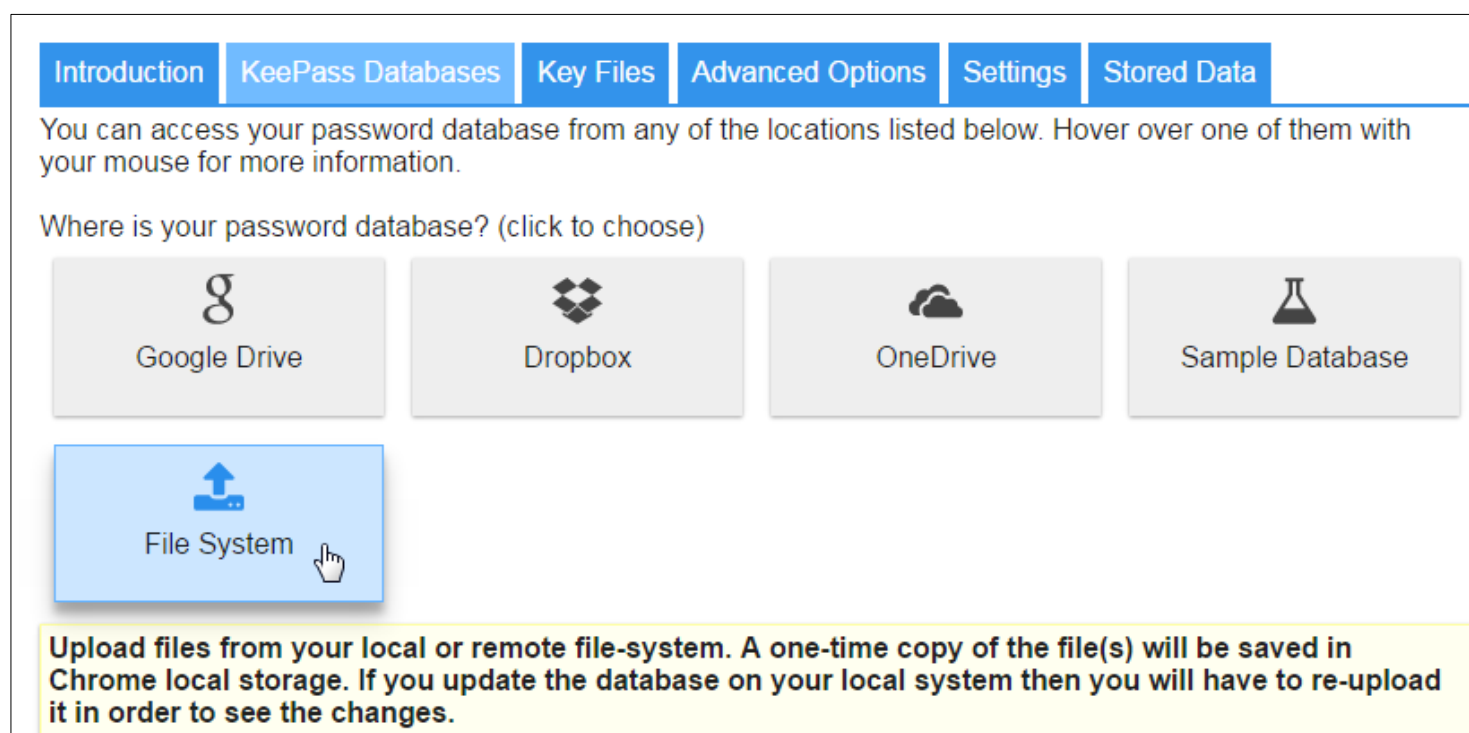 Introduction KeePass Databases Key Files Advanced Options Settings Stored Data
You can access your password database from any of the locations listed below. Hover over one of them with
your mouse for more information.
Where is your password database? (click to choose)
Google Drive Dropbox OneDrive Sample Database
File System
Upload files from your local or remote file-system. A one-time copy of the file(s) will be saved in
Chrome local storage. If you update the database on your local system then you will have to re-upload
it in order to see the changes.